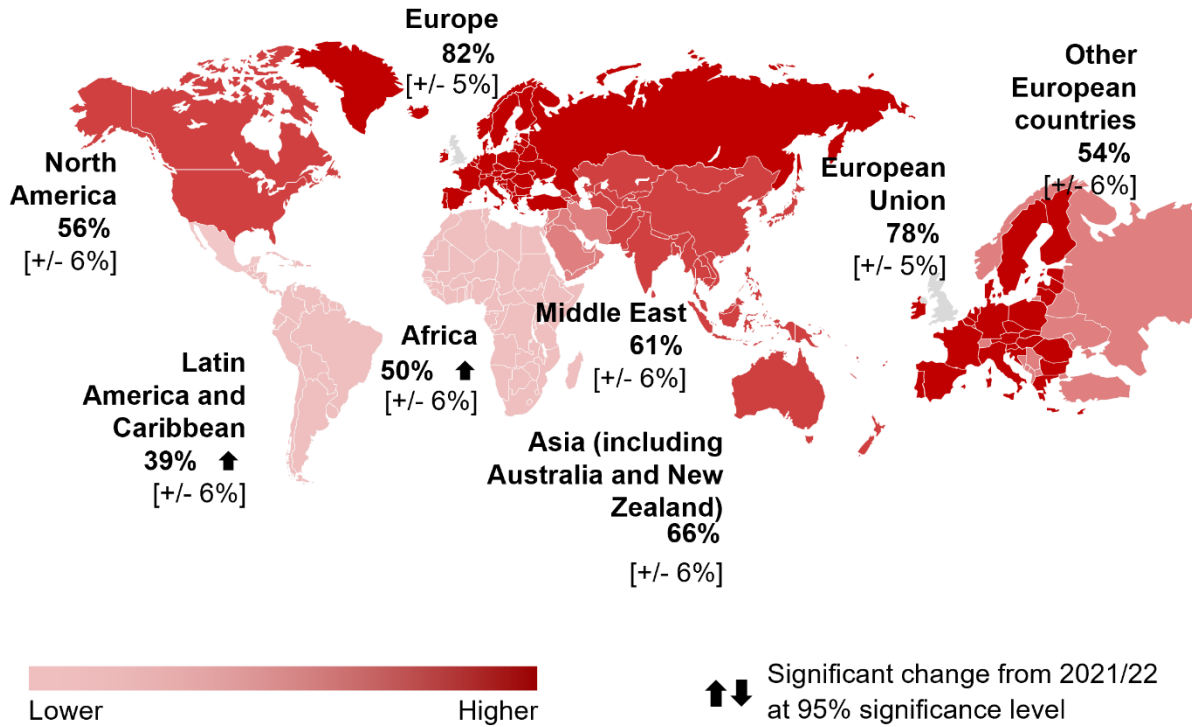 Europe
82%
[+/- 5%]
Other
European
countries
54%
[+/- 6%]
North
America
56%
[+/- 6%]
European
Union
78%
[+/- 5%]
Africa
50%
[+/- 6%]
Middle East
61%
[+/- 6%]
Latin
America and
Caribbean
39%
[+/- 6%]
Asia (including
Australia and New
Zealand)
66%
[+/- 6%]
Lower
Higher
Significant change from 2021/22
at 95% significance level